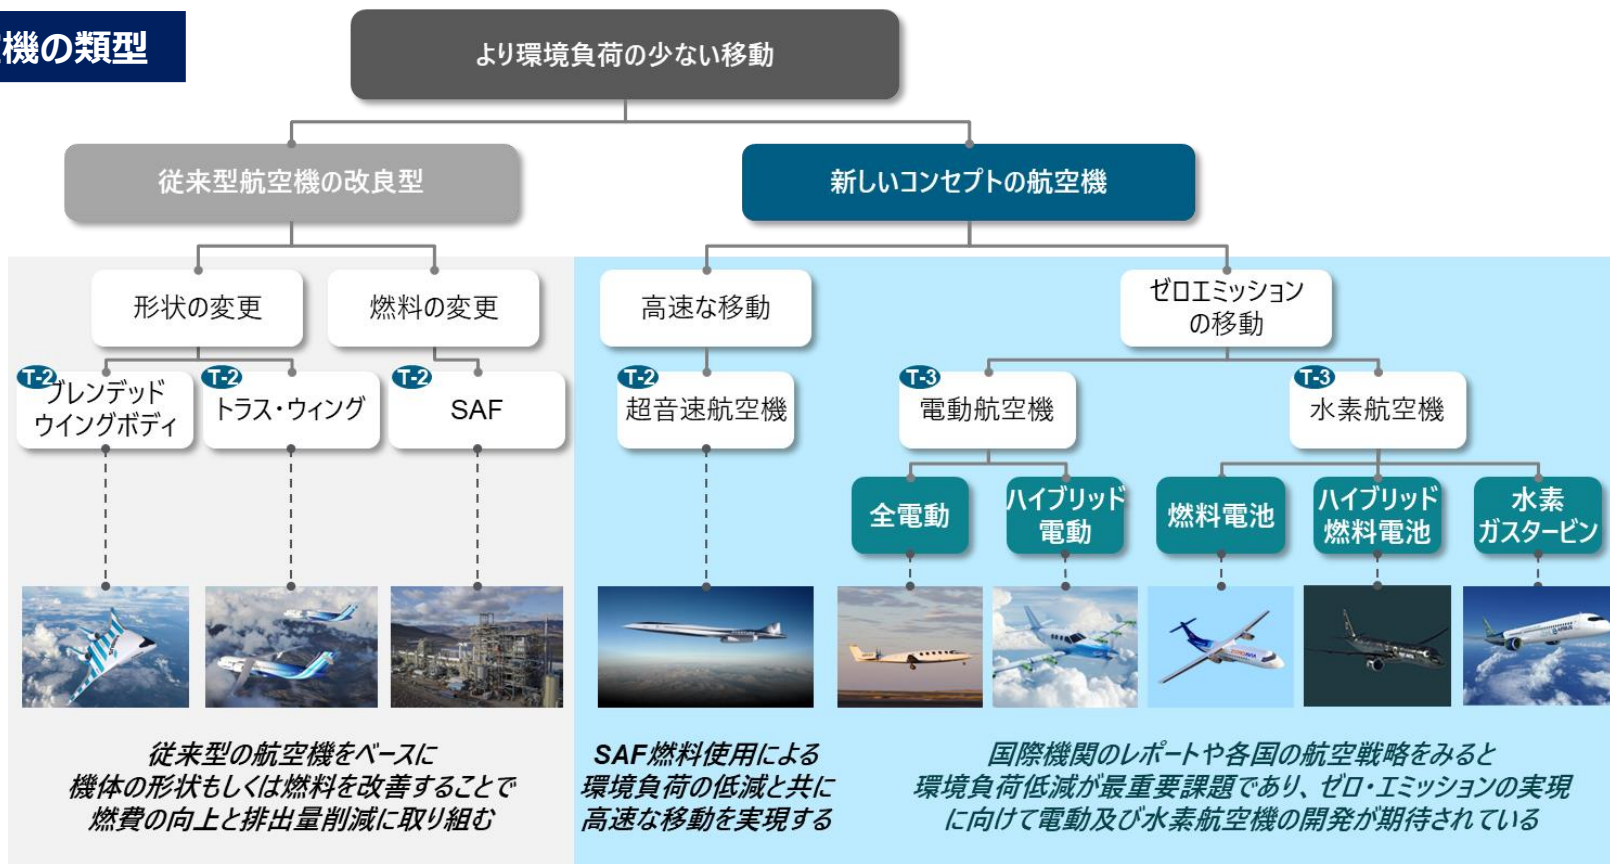 機の類型
より環境負荷の少ない移動
従来型航空機の改良型
新しいコンセプトの航空機
形状の変更
燃料の変更
高速な移動
ゼロエミッション
の移動
T-2
ブレンデッド
ウイングボディ
T-2
トラス・ウィング
T-2
SAF
T-2
超音速航空機
T-3
電動航空機
T-3
水素航空機
全電動
ハイブリッド
電動
燃料電池
ハイブリッド
燃料電池
水素
ガスタービン
従来型の航空機をベースに
機体の形状もしくは燃料を改善することで
燃費の向上と排出量削減に取り組む
SAF燃料使用による
環境負荷の低減と共に
高速な移動を実現する
国際機関のレポートや各国の航空戦略をみると
環境負荷低減が最重要課題であり、ゼロ・エミッションの実現
に向けて電動及び水素航空機の開発が期待されている